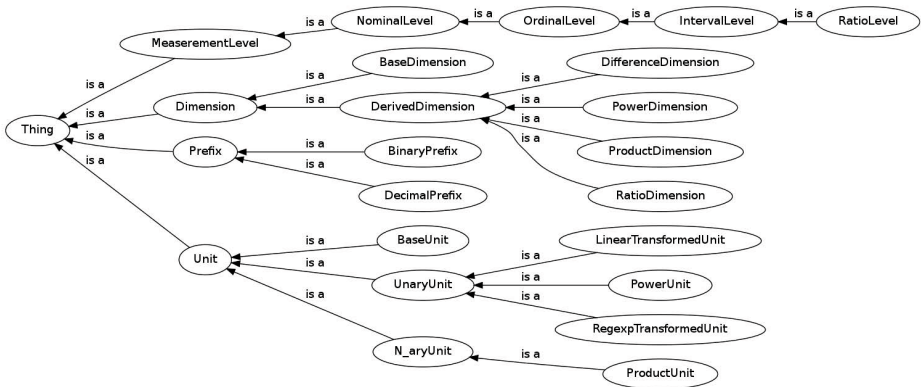 NominalLevel
is a
OrdinalLevel
is a
IntervalLevel
is a
RatioLevel
is a
MeaserementLevel
is a
BaseDimension
is a
DifferenceDimension
is a
Dimension
is a
DerivedDimension
is a
PowerDimension
is a
Thing
is a
ProductDimension
is a
Prefix
is a
BinaryPrefix
is a
DecimalPrefix
is a
RatioDimension
is a
Unit
is a
BaseUnit
is a
LinearTransformedUnit
is a
UnaryUnit
is a
PowerUnit
is a
RegexpTransformedUnit
is a
N_aryUnit
is a
ProductUnit